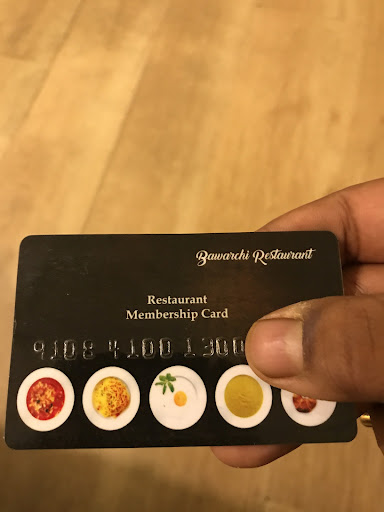 Bawarchi Restaurant
Restaurant
Membership Card
9108 4100 1300